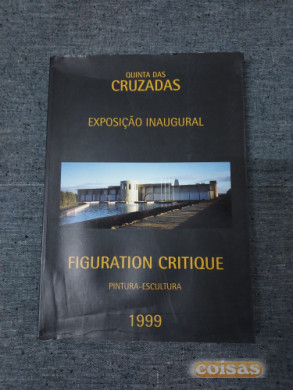 QUINTA DAS
CRUZADAS
EXPOSIÇÃO INAUGURAL
FIGURATION CRITIQUE
PINTURA-ESCULTURA
1999
coisas